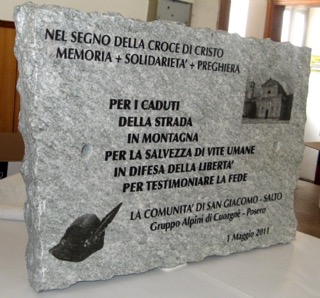 NEL SEGNO DELLA CROCE DI CRISTO
MEMORIA + SOLIDARIETA' + PREGHIERA
PER I CADUTI
DELLA STRADA
IN MONTAGNA
PER LA SALVEZZA DI VITE UMANE
IN DIFESA DELLA LIBERTA'
PER TESTIMONIARE LA FEDE
LA COMUNITA' DI SAN GIACOMO - SALTO
Gruppo Alpini di Cuorgnè - Posero
1 Maggio 2011